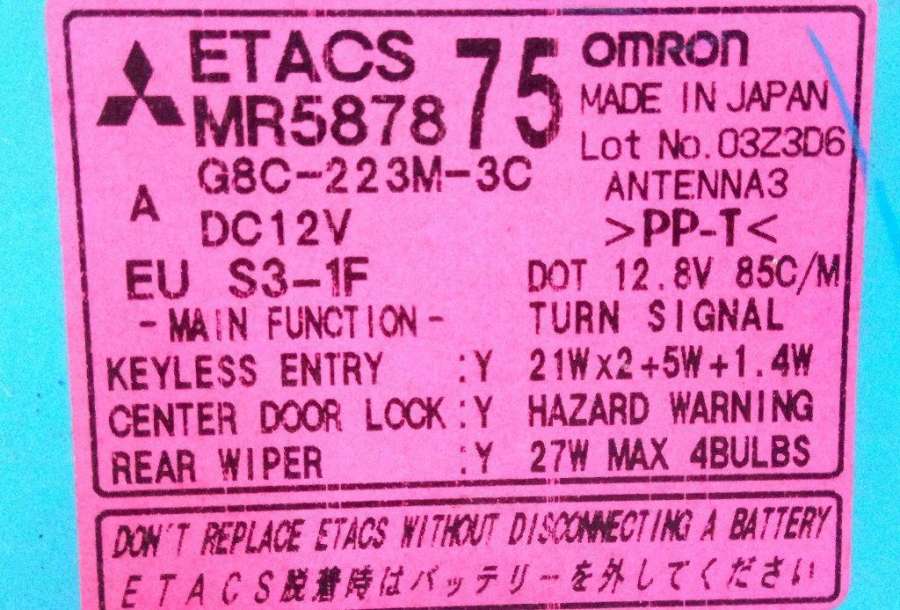 ETACS
MR587875
OMRON
MADE IN JAPAN
Lot No. 03Z3D6
G8C-223M-3C
ANTENNA3
A
DC12V
>PP-T<
EU S3-1F
DOT 12.8V 85C/M
- MAIN FUNCTION -
TURN SIGNAL
KEYLESS ENTRY :Y
21Wx2+5W+1.4W
CENTER DOOR LOCK :Y
HAZARD WARNING
REAR WIPER :Y
27W MAX 4BULBS
DON'T REPLACE ETACS WITHOUT DISCONNECTING A BATTERY
ETACS脱着時はバッテリーを外してください